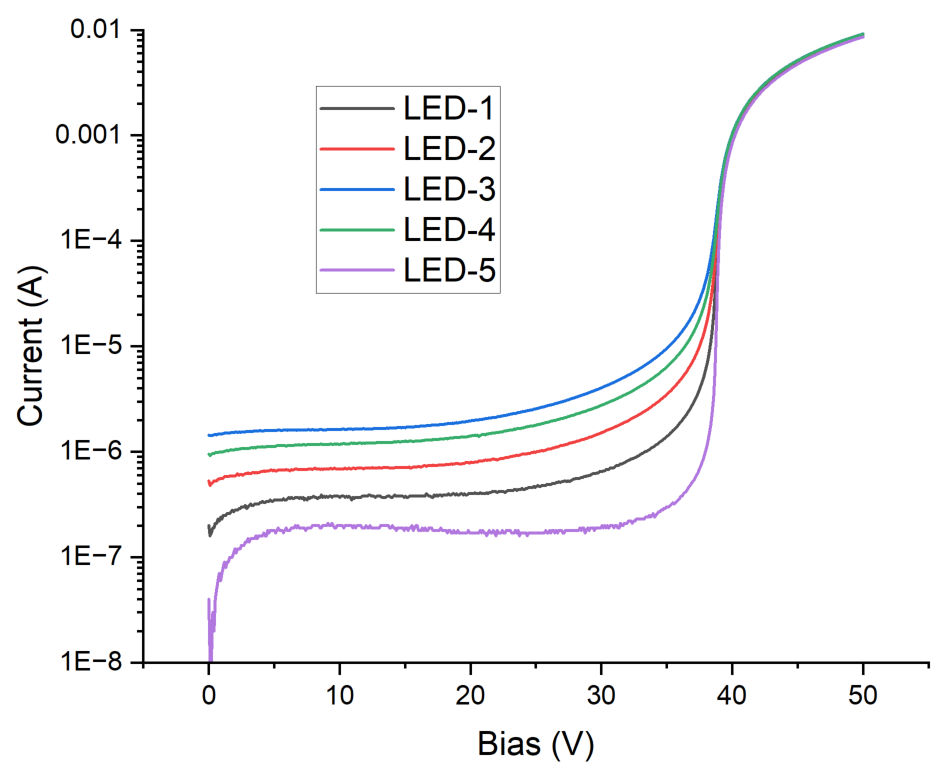 0.01
0.001
1E−4
1E−5
1E−6
1E−7
1E−8
Current (A)
LED-1
LED-2
LED-3
LED-4
LED-5
0 10 20 30 40 50
Bias (V)